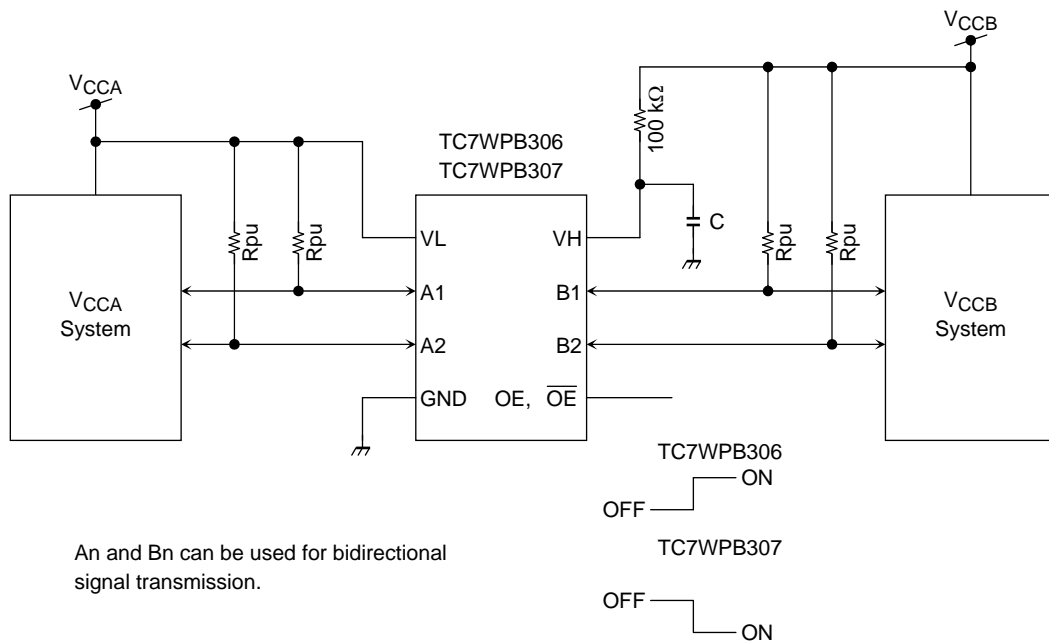 VCCB
VCCA
100 kΩ
TC7WPB306
TC7WPB307
Rpu
Rpu
VL
VH
C
Rpu
Rpu
VCCA
System
A1
B1
VCCB
System
A2
B2
GND
OE, O̅E̅
TC7WPB306
OFF
ON
An and Bn can be used for bidirectional
signal transmission.
TC7WPB307
OFF
ON